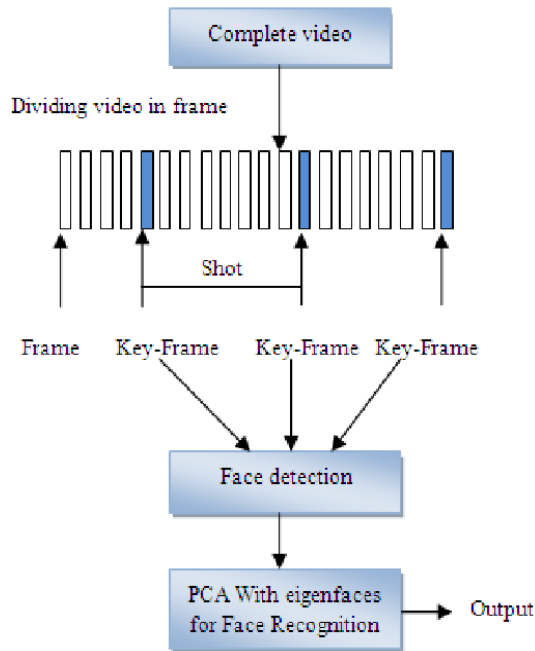 Complete video
Dividing video in frame
Shot
Frame
Key-Frame
Key-Frame
Key-Frame
Face detection
PCA With eigenfaces
for Face Recognition
Output